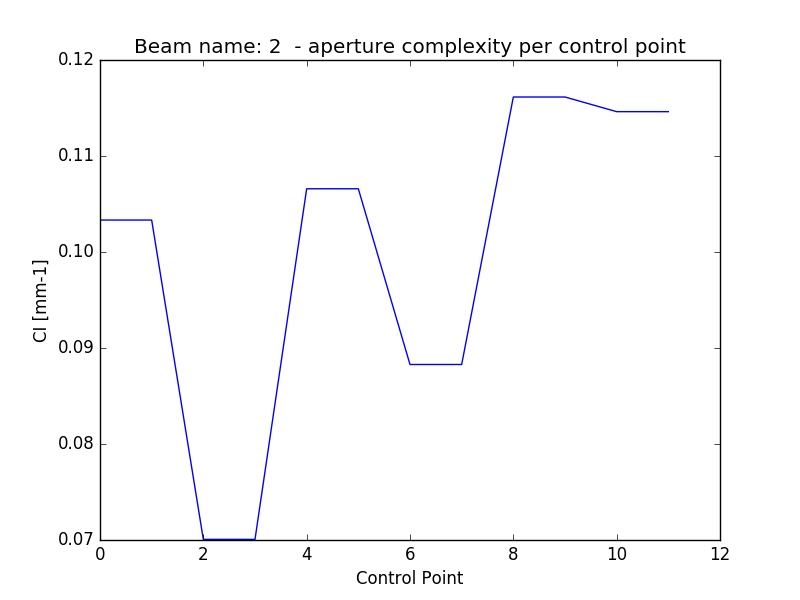 Beam name: 2  - aperture complexity per control point
0.12
0.11
0.10
0.09
0.08
0.07
CI [mm-1]
0 2 4 6 8 10 12
Control Point